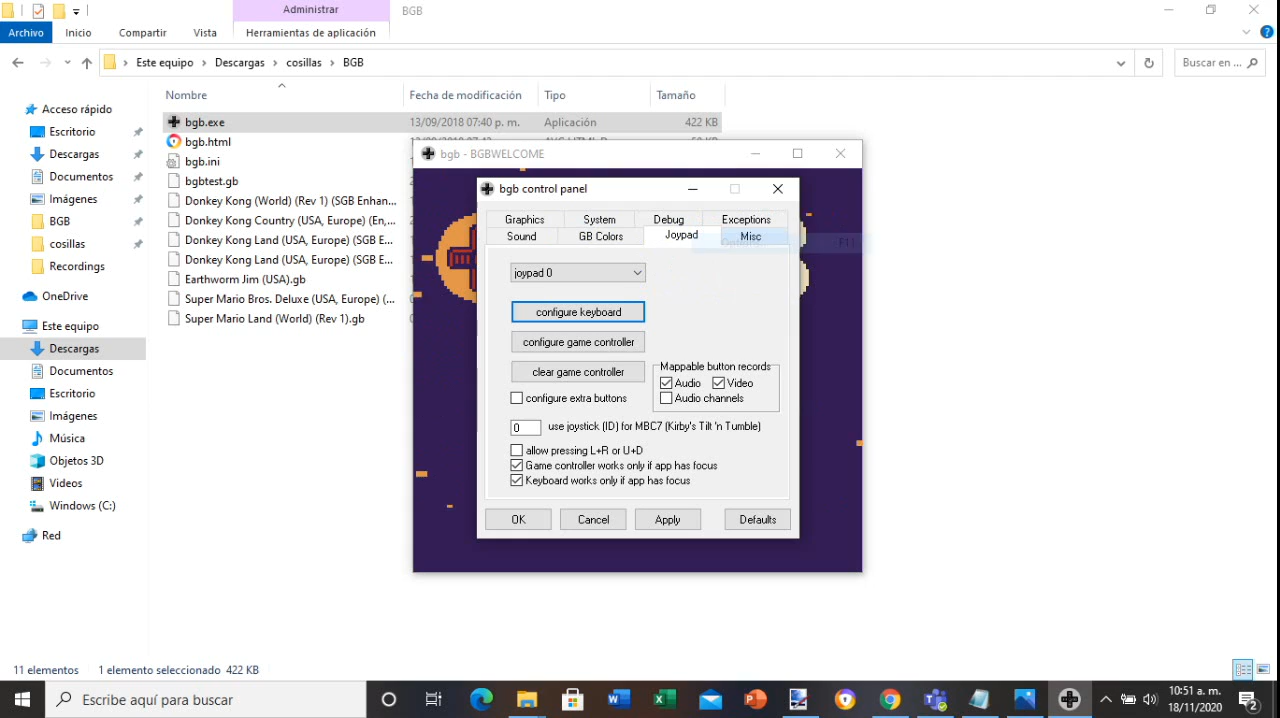 Administrar
BGB
Archivo
Inicio
Compartir
Vista
Herramientas de aplicación
Este equipo
Descargas
cosillas
BGB
Buscar en ...
Nombre
Fecha de modificación
Tipo
Tamaño
Acceso rápido
Escritorio
Descargas
Documentos
Imágenes
BGB
cosillas
Recordings
OneDrive
Este equipo
Descargas
Documentos
Escritorio
Imágenes
Música
Objetos 3D
Videos
Windows (C:)
Red
bgb.exe 13/09/2018 07:40 p. m. Aplicación 422 KB
bgb.html
bgb.ini
bgbtest.gb
Donkey Kong (World) (Rev 1) (SGB Enhan...
Donkey Kong Country (USA, Europe) (En,...
Donkey Kong Land (USA, Europe) (SGB E...
Donkey Kong Land (USA, Europe) (SGB E...
Earthworm Jim (USA).gb
Super Mario Bros. Deluxe (USA, Europe) (...
Super Mario Land (World) (Rev 1).gb
bgb - BGBWELCOME
bgb control panel
Graphics
System
Debug
Exceptions
Sound
GB Colors
Joypad
Misc
F11
joypad 0
configure keyboard
configure game controller
clear game controller
configure extra buttons
Mappable button records
Audio
Video
Audio channels
0
use joystick (ID) for MBC7 (Kirby's Tilt 'n Tumble)
allow pressing L+R or U+D
Game controller works only if app has focus
Keyboard works only if app has focus
OK
Cancel
Apply
Defaults
11 elementos
1 elemento seleccionado 422 KB
Escribe aquí para buscar
10:51 a. m.
18/11/2020
2